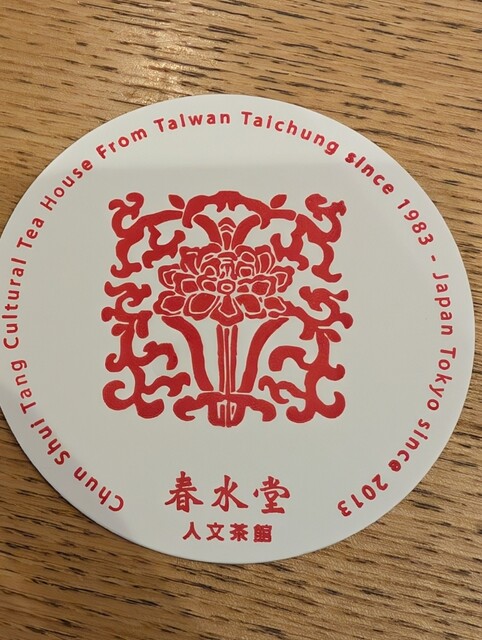 Chun Shui Tang Cultural Tea House From Taiwan Taichung since 1983 - Japan Tokyo since 2013
春水堂
人文茶館